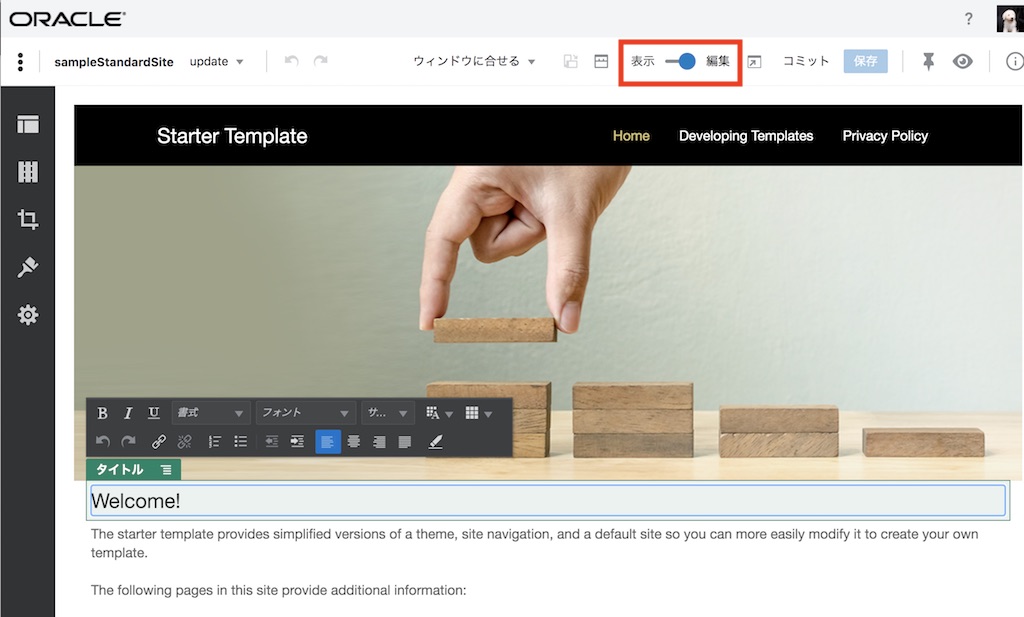 ORACLE
?
sampleStandardSite update ウィンドウに合せる 表示 編集 コミット 保存
Starter Template Home Developing Templates Privacy Policy
B I U 書式 フォント サ...
タイトル
Welcome!
The starter template provides simplified versions of a theme, site navigation, and a default site so you can more easily modify it to create your own
template.
The following pages in this site provide additional information: